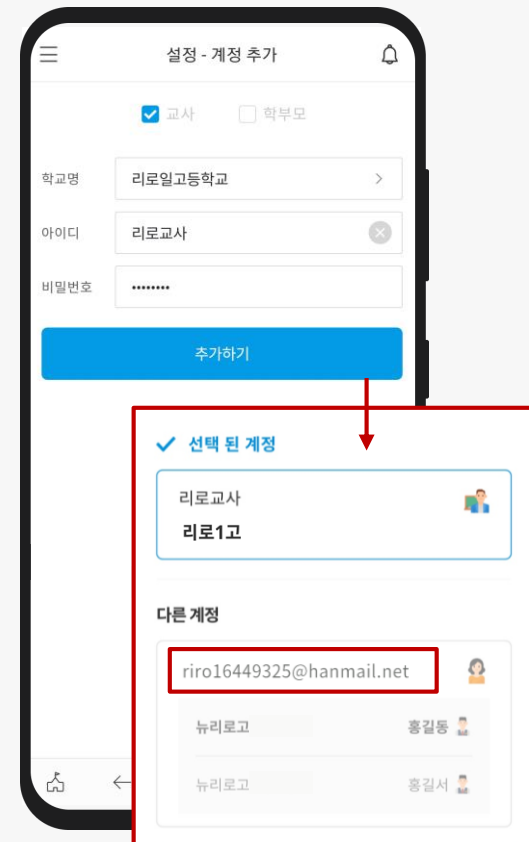 설정 - 계정 추가
교사 학부모
학교명 리로일고등학교
아이디 리로교사
비밀번호 ••••••••
추가하기
선택 된 계정
리로교사
리로1고
다른 계정
riro16449325@hanmail.net
뉴리로고 홍길동
뉴리로고 홍길서